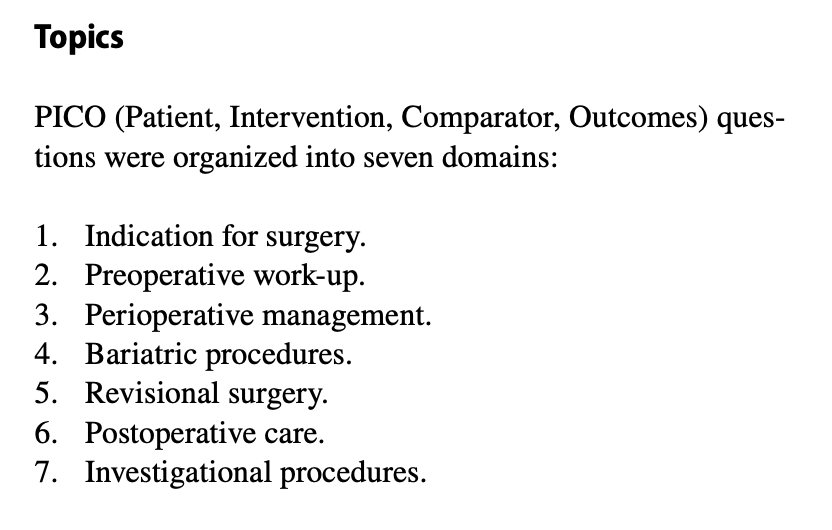 Topics
PICO (Patient, Intervention, Comparator, Outcomes) ques-
tions were organized into seven domains:
1. Indication for surgery.
2. Preoperative work-up.
3. Perioperative management.
4. Bariatric procedures.
5. Revisional surgery.
6. Postoperative care.
7. Investigational procedures.